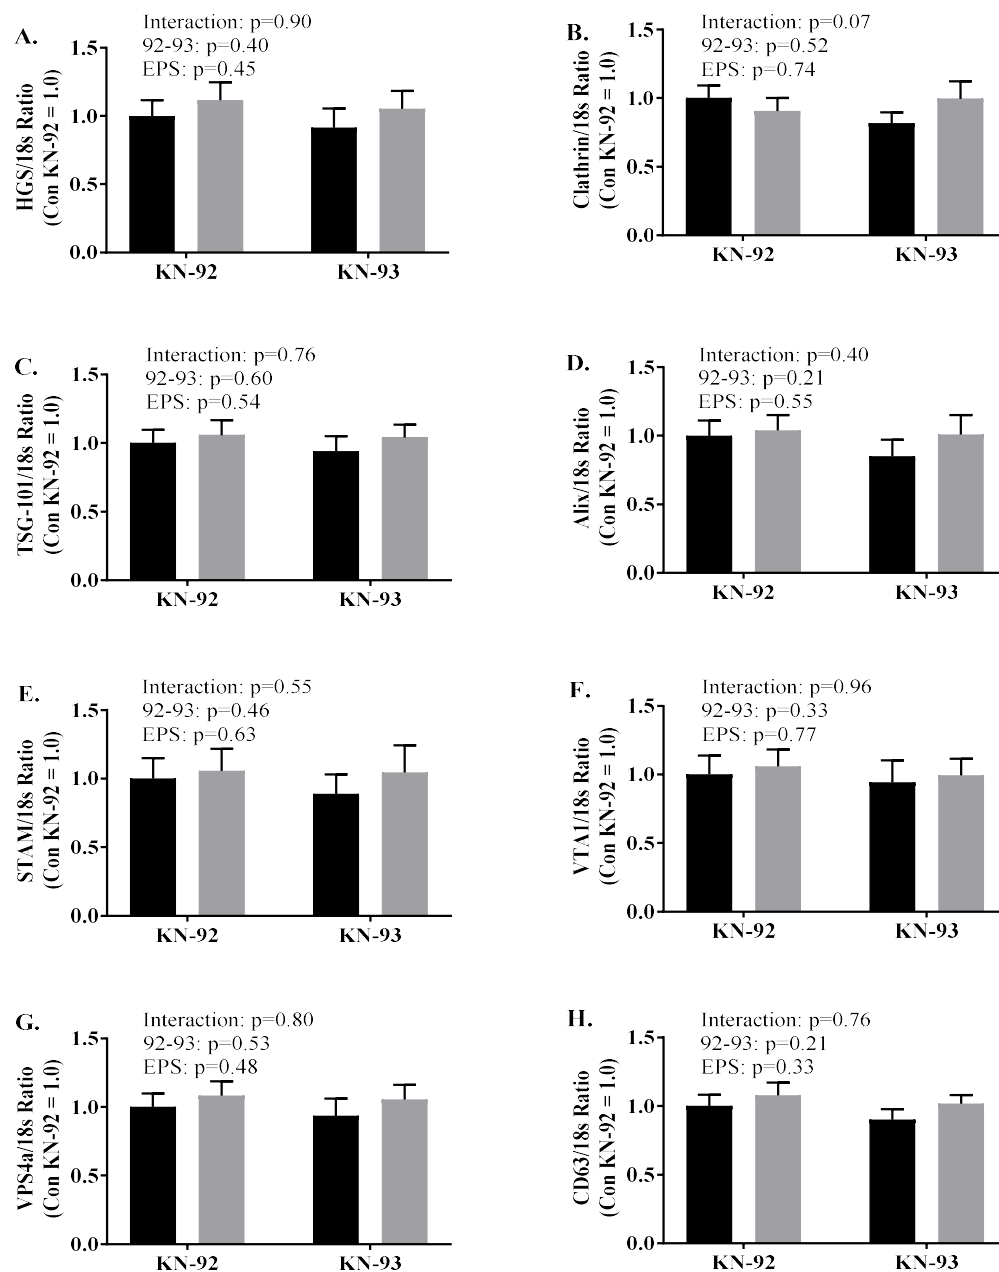 A.
Interaction: p=0.90
92-93: p=0.40
EPS: p=0.45
HGS/18s Ratio
(Con KN-92 = 1.0)
1.5
1.0
0.5
0.0
KN-92
KN-93
B.
Interaction: p=0.07
92-93: p=0.52
EPS: p=0.74
Clathrin/18s Ratio
(Con KN-92 = 1.0)
1.5
1.0
0.5
0.0
KN-92
KN-93
C.
Interaction: p=0.76
92-93: p=0.60
EPS: p=0.54
TSG-101/18s Ratio
(Con KN-92 = 1.0)
1.5
1.0
0.5
0.0
KN-92
KN-93
D.
Interaction: p=0.40
92-93: p=0.21
EPS: p=0.55
Alix/18s Ratio
(Con KN-92 = 1.0)
1.5
1.0
0.5
0.0
KN-92
KN-93
E.
Interaction: p=0.55
92-93: p=0.46
EPS: p=0.63
STAM/18s Ratio
(Con KN-92 = 1.0)
1.5
1.0
0.5
0.0
KN-92
KN-93
F.
Interaction: p=0.96
92-93: p=0.33
EPS: p=0.77
VTA1/18s Ratio
(Con KN-92 = 1.0)
1.5
1.0
0.5
0.0
KN-92
KN-93
G.
Interaction: p=0.80
92-93: p=0.53
EPS: p=0.48
VPS4a/18s Ratio
(Con KN-92 = 1.0)
1.5
1.0
0.5
0.0
KN-92
KN-93
H.
Interaction: p=0.76
92-93: p=0.21
EPS: p=0.33
CD63/18s Ratio
(Con KN-92 = 1.0)
1.5
1.0
0.5
0.0
KN-92
KN-93